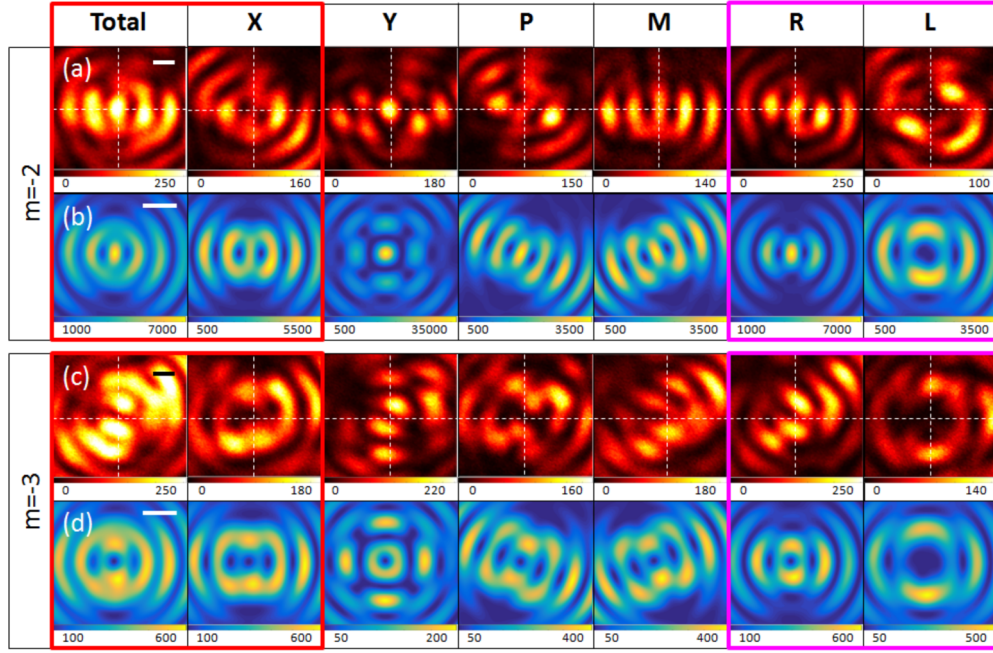 Total X Y P M R L
m=-2
(a)
0 250 0 160 0 180 0 150 0 140 0 250 0 100
(b)
1000 7000 500 5500 500 35000 500 3500 500 3500 1000 7000 500 3500
m=-3
(c)
0 250 0 180 0 220 0 160 0 180 0 250 0 140
(d)
100 600 100 600 50 200 50 400 50 400 100 600 50 500